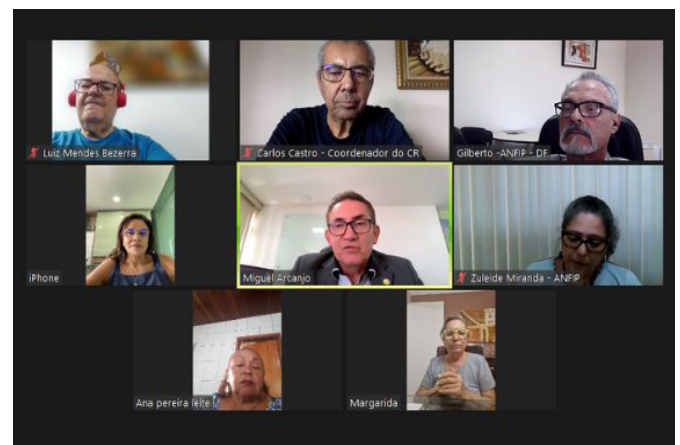 Luiz Mendes Bezerra
Carlos Castro - Coordenador do CR
Gilberto -ANFIP - DF
iPhone
Miguel Arcanjo
Zuleide Miranda - ANFIP
Ana pereira leite
Margarida